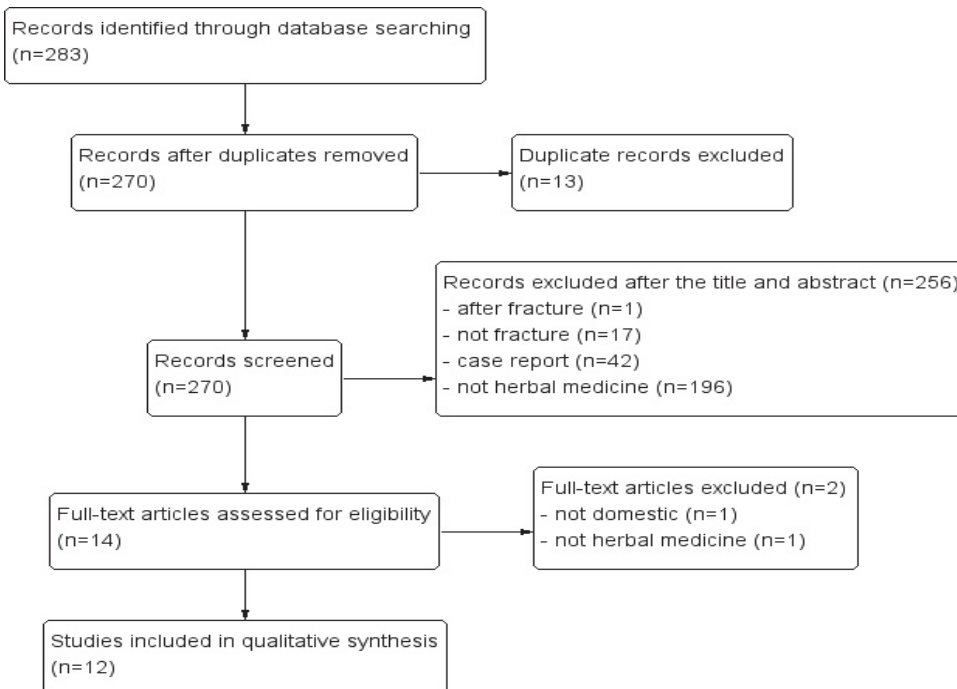 Records identified through database searching
(n=283)
Records after duplicates removed
(n=270)
Duplicate records excluded
(n=13)
Records excluded after the title and abstract (n=256)
- after fracture (n=1)
- not fracture (n=17)
- case report (n=42)
- not herbal medicine (n=196)
Records screened
(n=270)
Full-text articles assessed for eligibility
(n=14)
Full-text articles excluded (n=2)
- not domestic (n=1)
- not herbal medicine (n=1)
Studies included in qualitative synthesis
(n=12)